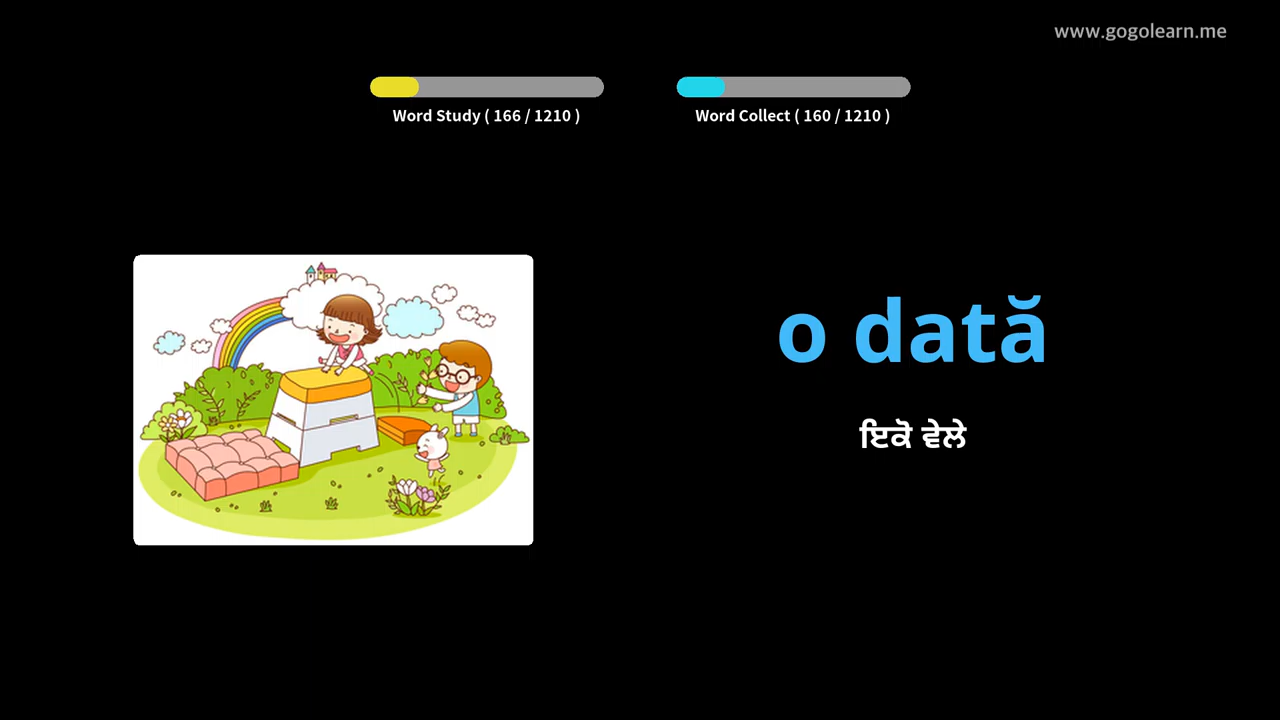 www.gogolearn.me
Word Study ( 166 / 1210 )
Word Collect ( 160 / 1210 )
o dată
ਇਕੋ ਵੇਲੇ